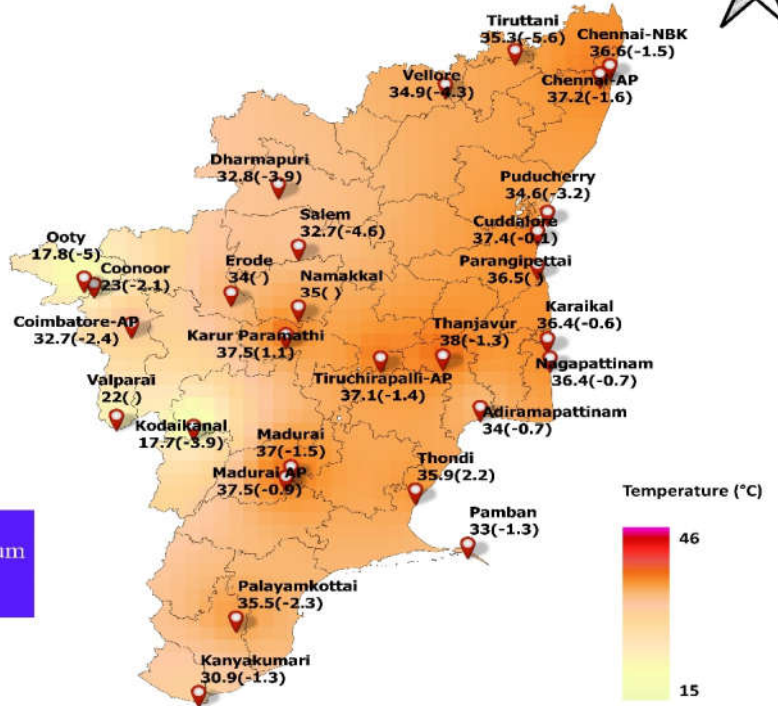 Tiruttani
35.3(-5.6)
Chennai-NBK
36.6(-1.5)
Vellore
34.9(-4.3)
Chennai-AP
37.2(-1.6)
Dharmapuri
32.8(-3.9)
Puducherry
34.6(-3.2)
Salem
32.7(-4.6)
Cuddalore
37.4(-0.1)
Ooty
17.8(-5)
Coonoor
23(-2.1)
Erode
34( )
Namakkal
35( )
Parangipettai
36.5( )
Coimbatore-AP
32.7(-2.4)
Karur Paramathi
37.5(1.1)
Thanjavur
38(-1.3)
Karaikal
36.4(-0.6)
Tiruchirapalli-AP
37.1(-1.4)
Nagapattinam
36.4(-0.7)
Valparai
22( )
Kodaikanal
17.7(-3.9)
Adiramapattinam
34(-0.7)
Madurai
37(-1.5)
Madurai AP
37.5(-0.9)
Thondi
35.9(2.2)
Pamban
33(-1.3)
Temperature (°C)
46
15
um
Palayamkottai
35.5(-2.3)
Kanyakumari
30.9(-1.3)